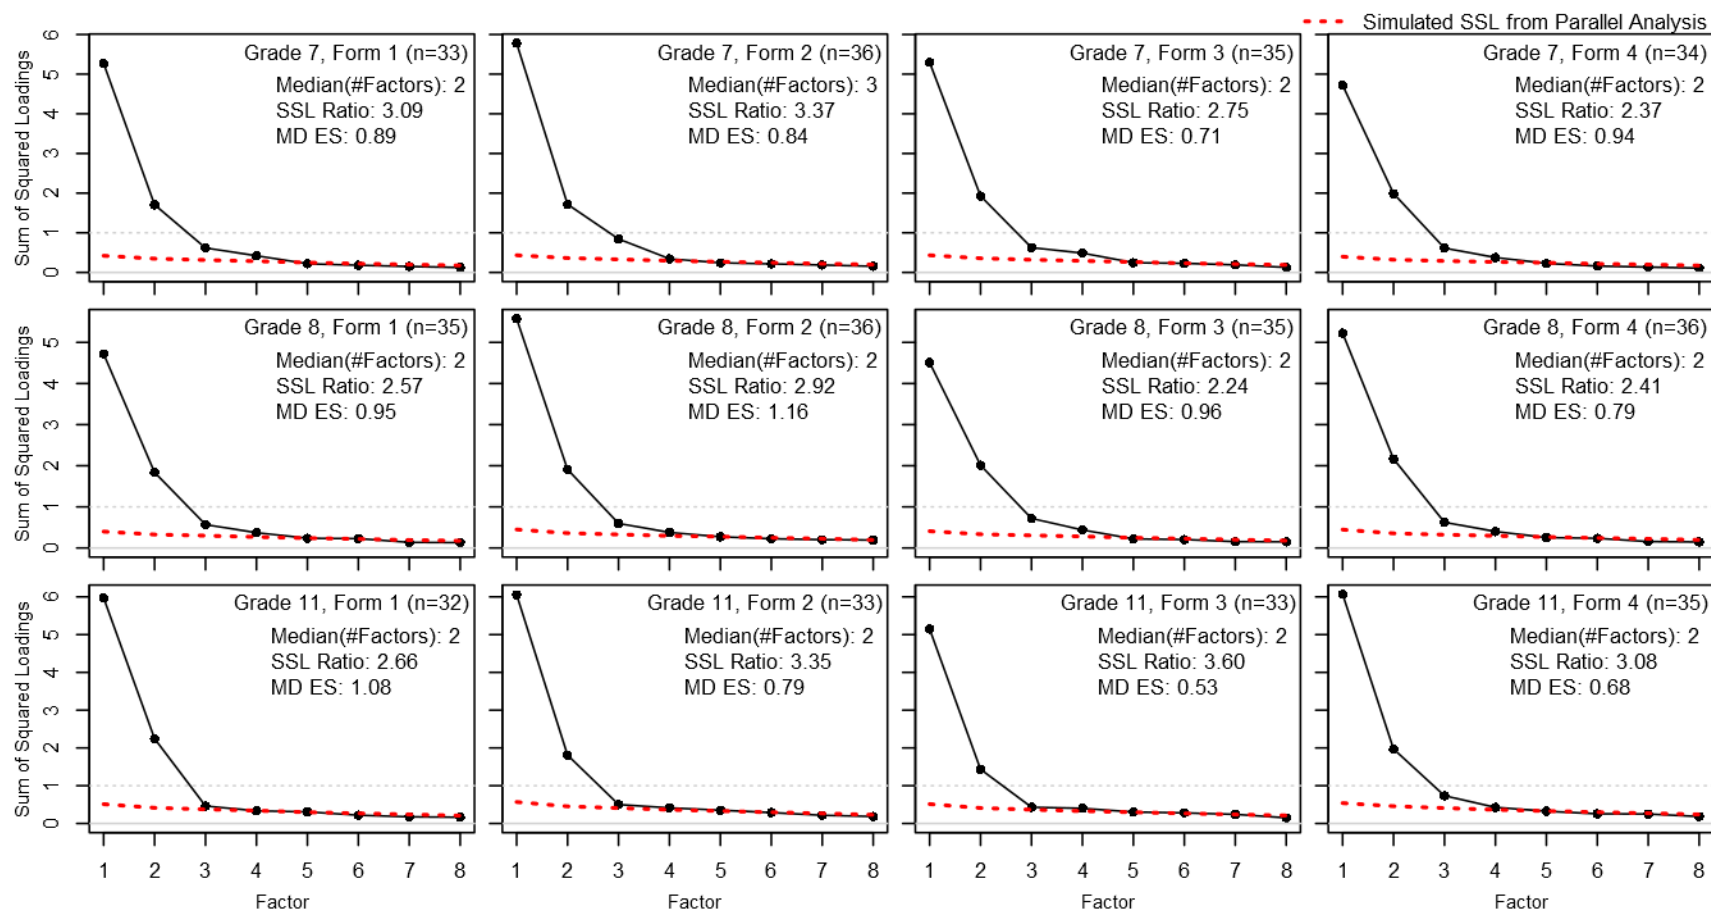 Simulated SSL from Parallel Analysis
Sum of Squared Loadings
0 1 2 3 4 5 6
Grade 7, Form 1 (n=33)
Median(#Factors): 2
SSL Ratio: 3.09
MD ES: 0.89
Grade 7, Form 2 (n=36)
Median(#Factors): 3
SSL Ratio: 3.37
MD ES: 0.84
Grade 7, Form 3 (n=35)
Median(#Factors): 2
SSL Ratio: 2.75
MD ES: 0.71
Grade 7, Form 4 (n=34)
Median(#Factors): 2
SSL Ratio: 2.37
MD ES: 0.94
Sum of Squared Loadings
0 1 2 3 4 5
Grade 8, Form 1 (n=35)
Median(#Factors): 2
SSL Ratio: 2.57
MD ES: 0.95
Grade 8, Form 2 (n=36)
Median(#Factors): 2
SSL Ratio: 2.92
MD ES: 1.16
Grade 8, Form 3 (n=35)
Median(#Factors): 2
SSL Ratio: 2.24
MD ES: 0.96
Grade 8, Form 4 (n=36)
Median(#Factors): 2
SSL Ratio: 2.41
MD ES: 0.79
Sum of Squared Loadings
0 1 2 3 4 5 6
Grade 11, Form 1 (n=32)
Median(#Factors): 2
SSL Ratio: 2.66
MD ES: 1.08
Grade 11, Form 2 (n=33)
Median(#Factors): 2
SSL Ratio: 3.35
MD ES: 0.79
Grade 11, Form 3 (n=33)
Median(#Factors): 2
SSL Ratio: 3.60
MD ES: 0.53
Grade 11, Form 4 (n=35)
Median(#Factors): 2
SSL Ratio: 3.08
MD ES: 0.68
1 2 3 4 5 6 7 8
Factor
1 2 3 4 5 6 7 8
Factor
1 2 3 4 5 6 7 8
Factor
1 2 3 4 5 6 7 8
Factor